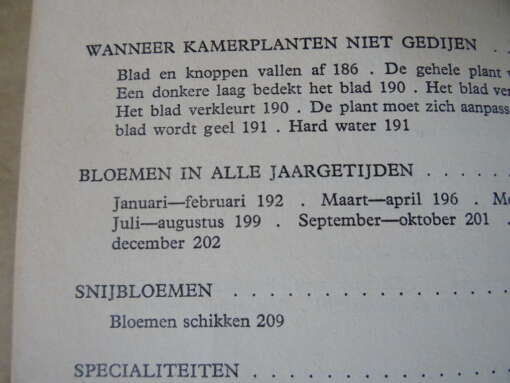 WANNEER KAMERPLANTEN NIET GEDIJEN . .
Blad en knoppen vallen af 186 . De gehele plant
Een donkere laag bedekt het blad 190 . Het blad
Het blad verkleurt 190 . De plant moet zich
blad wordt geel 191 . Hard water 191
BLOEMEN IN ALLE JAARGETIJDEN . . . . . .
Januari—februari 192 . Maart—april 196 .
Juli—augustus 199 . September—oktober 201 .
december 202
SNIJBLOEMEN . . . . . . . . . . . . . . .
Bloemen schikken 209
SPECIALITEITEN . . . . . . . . . . . . .